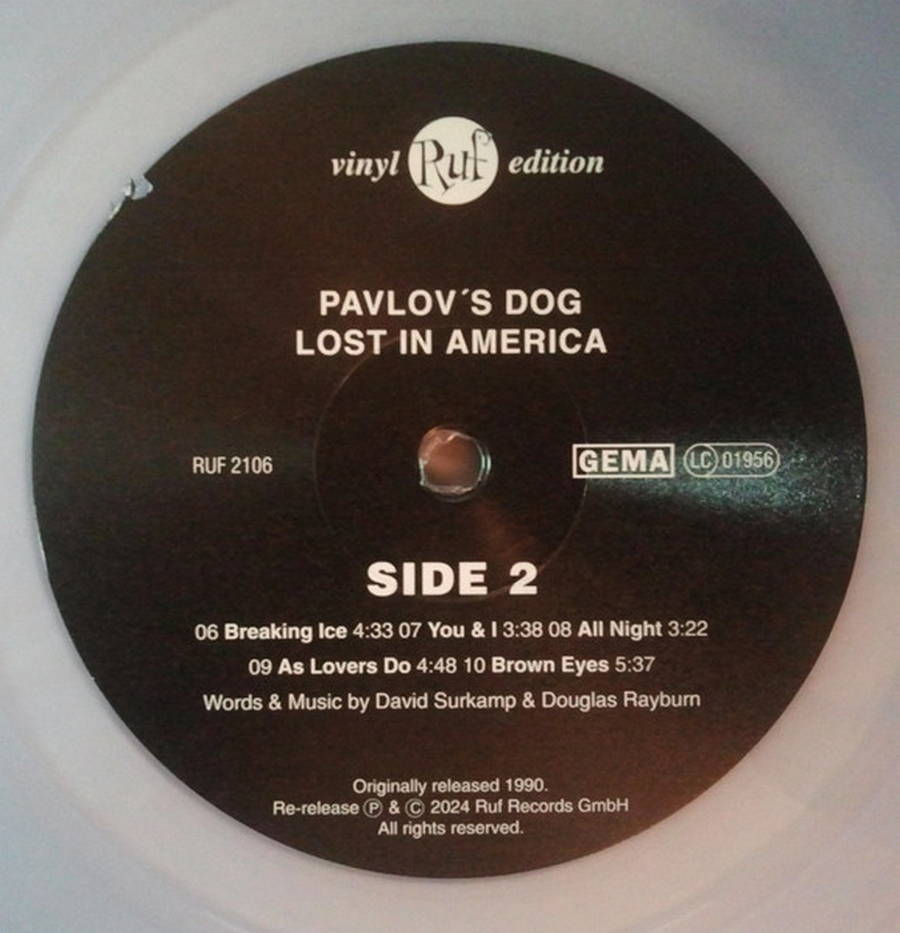 vinyl Ruf edition
PAVLOV´S DOG
LOST IN AMERICA
RUF 2106
GEMA LC 01956
SIDE 2
06 Breaking Ice 4:33 07 You & I 3:38 08 All Night 3:22
09 As Lovers Do 4:48 10 Brown Eyes 5:37
Words & Music by David Surkamp & Douglas Rayburn
Originally released 1990.
Re-release Ⓟ & Ⓒ 2024 Ruf Records GmbH
All rights reserved.